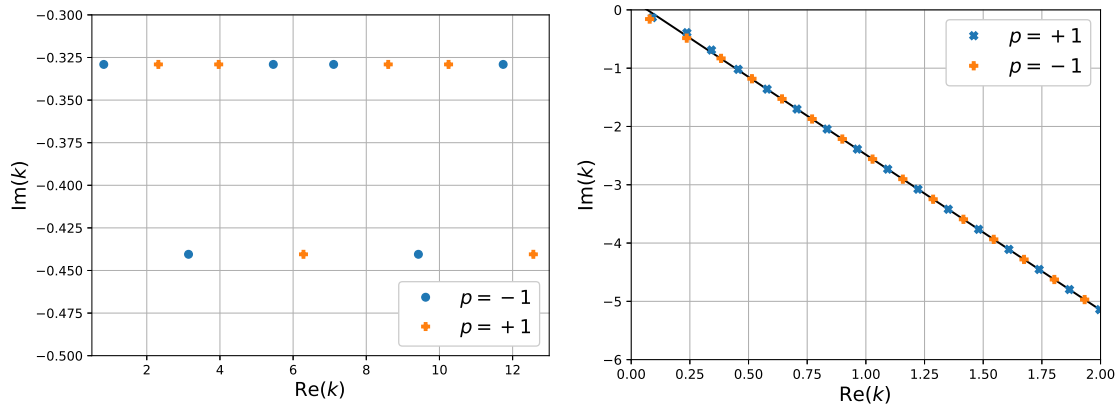 −0.300
−0.325
−0.350
−0.375
−0.400
−0.425
−0.450
−0.475
−0.500
Im(k)
2 4 6 8 10 12
Re(k)
p = −1
p = +1
0
−1
−2
−3
−4
−5
−6
Im(k)
0.00 0.25 0.50 0.75 1.00 1.25 1.50 1.75 2.00
Re(k)
p = +1
p = −1